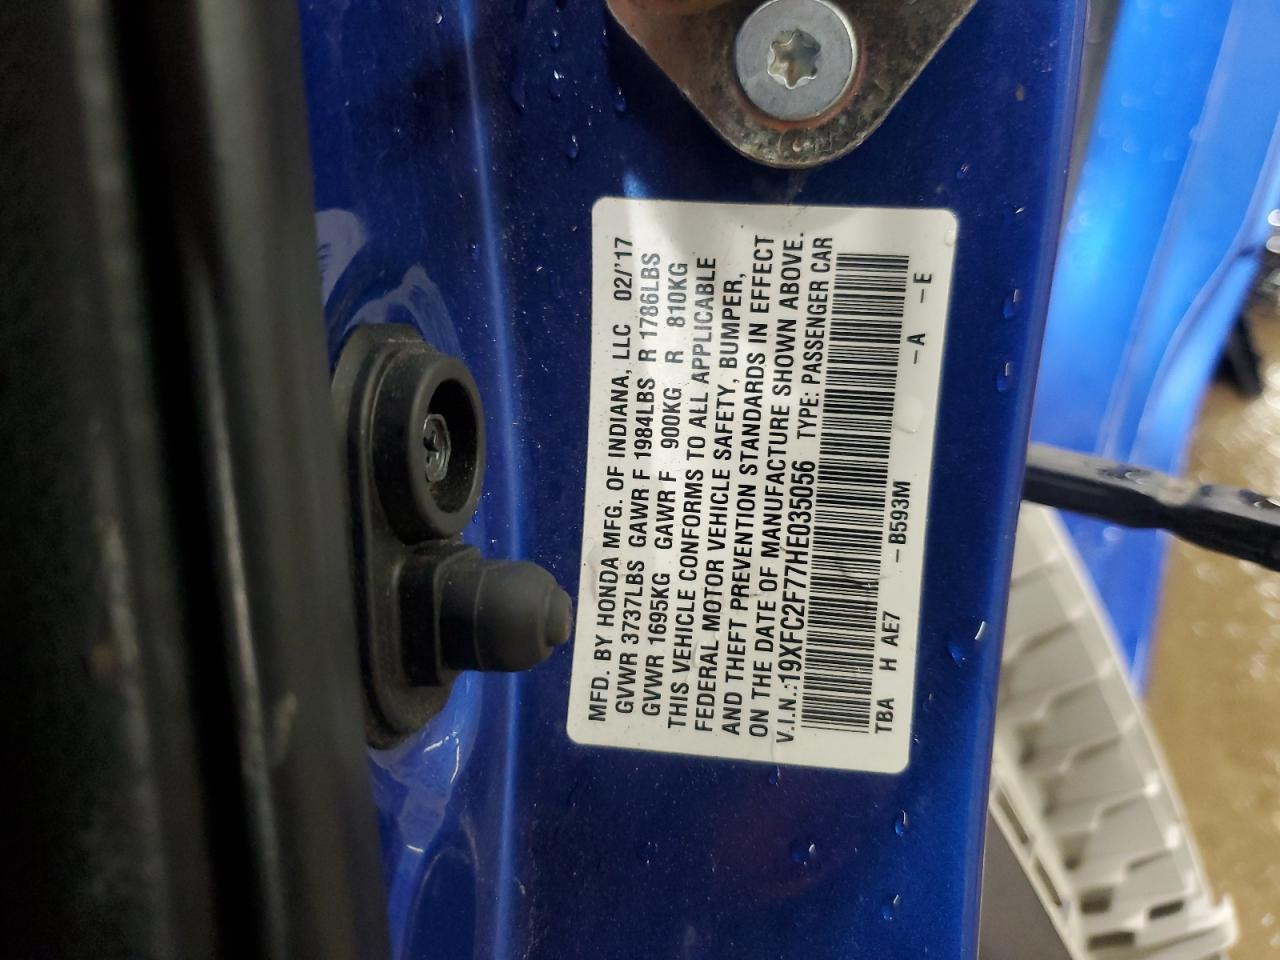 MFD. BY HONDA MFG. OF INDIANA, LLC 02/'17
GVWR 3737LBS GAWR F 1984LBS R 1786LBS
GVWR 1695KG GAWR F 900KG R 810KG
THIS VEHICLE CONFORMS TO ALL APPLICABLE
FEDERAL MOTOR VEHICLE SAFETY, BUMPER,
AND THEFT PREVENTION STANDARDS IN EFFECT
ON THE DATE OF MANUFACTURE SHOWN ABOVE.
V.I.N.:19XFC2F77HE035056 TYPE: PASSENGER CAR
TBA H AE7 –B593M –A –E